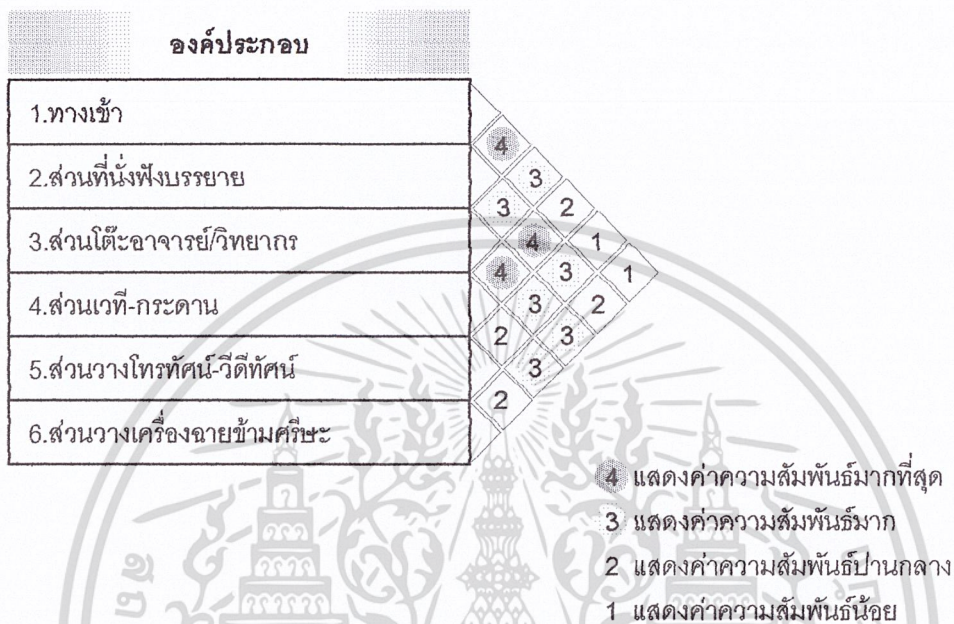 องค์ประกอบ
1.ทางเข้า
2.ส่วนที่นั่งฟังบรรยาย
3.ส่วนโต๊ะอาจารย์/วิทยากร
4.ส่วนเวที-กระดาน
5.ส่วนวางโทรทัศน์-วีดีทัศน์
6.ส่วนวางเครื่องฉายข้ามศรีษะ
4
3
3 2
4 1
4 3 1
3 2
2 3
3
2
4 แสดงค่าความสัมพันธ์มากที่สุด
3 แสดงค่าความสัมพันธ์มาก
2 แสดงค่าความสัมพันธ์ปานกลาง
1 แสดงค่าความสัมพันธ์น้อย